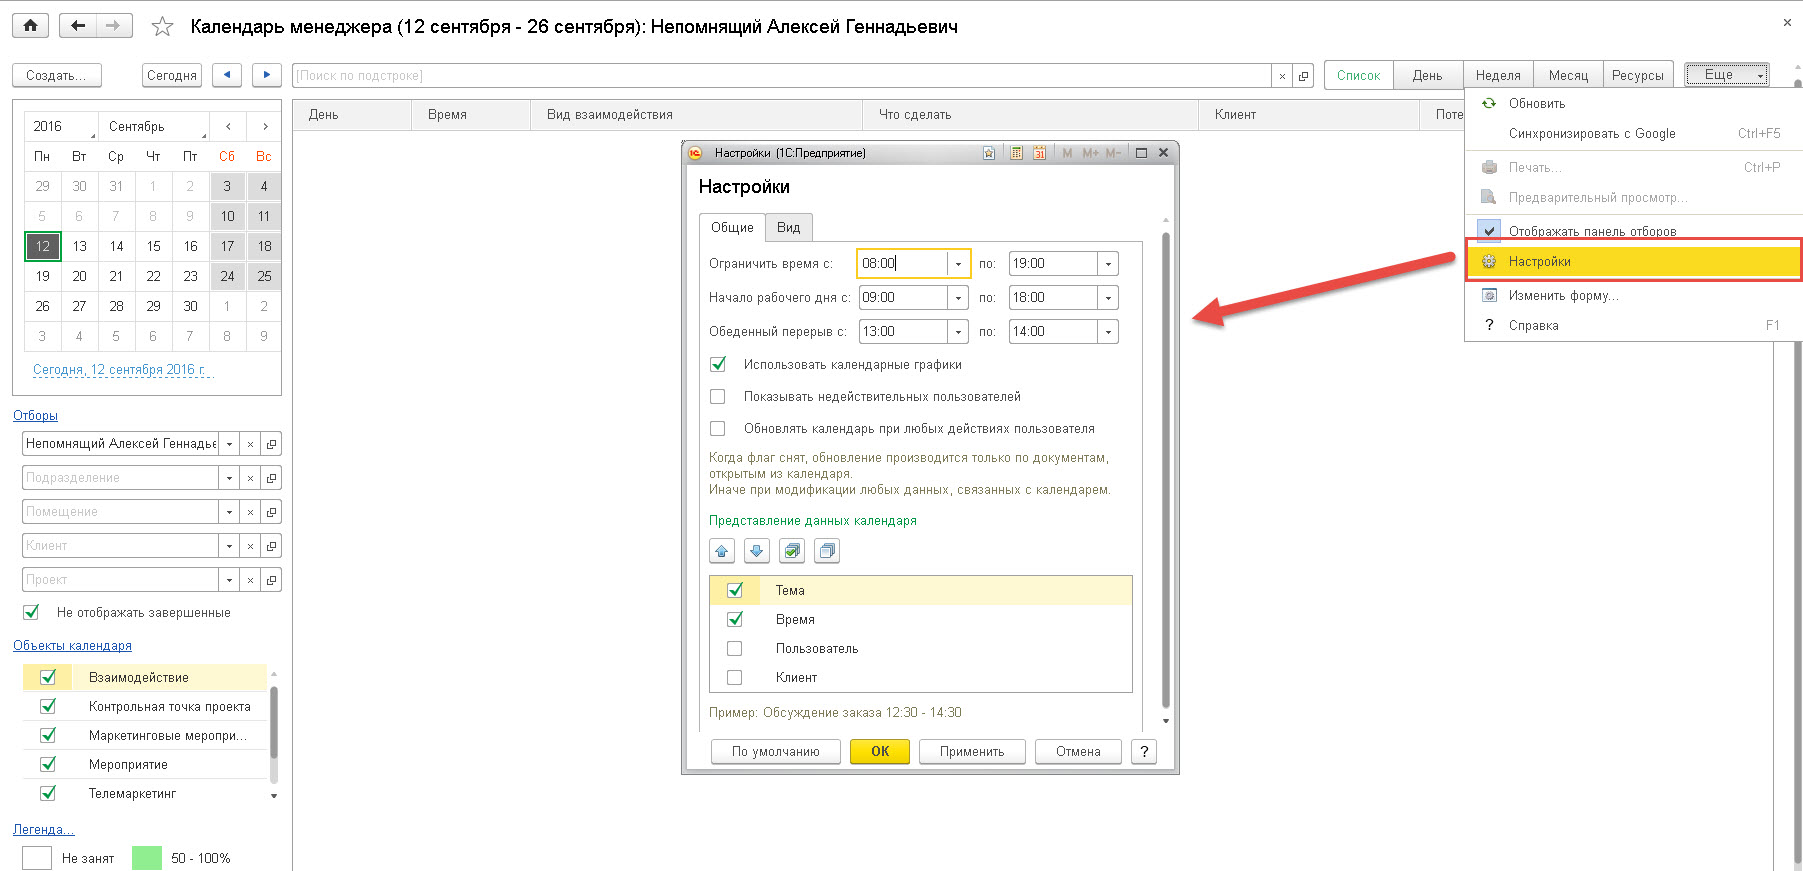 Календарь менеджера (12 сентября - 26 сентября): Непомнящий Алексей Геннадьевич
Создать...
Сегодня
[Поиск по подстроке]
Список
День
Неделя
Месяц
Ресурсы
Еще
2016
Сентябрь
Пн Вт Ср Чт Пт Сб Вс
29 30 31 1 2 3 4
5 6 7 8 9 10 11
12 13 14 15 16 17 18
19 20 21 22 23 24 25
26 27 28 29 30 1 2
3 4 5 6 7 8 9
Сегодня, 12 сентября 2016 г.
Отборы
Непомнящий Алексей Геннадье
Подразделение
Помещение
Клиент
Проект
Не отображать завершенные
Объекты календаря
Взаимодействие
Контрольная точка проекта
Маркетинговые меропри...
Мероприятие
Телемаркетинг
Легенда...
Не занят
50 - 100%
День
Время
Вид взаимодействия
Что сделать
Клиент
Поте
Настройки (1С:Предприятие)
31
M M+ M-
Настройки
Общие
Вид
Ограничить время с: 08:00 по: 19:00
Начало рабочего дня с: 09:00 по: 18:00
Обеденный перерыв с: 13:00 по: 14:00
Использовать календарные графики
Показывать недействительных пользователей
Обновлять календарь при любых действиях пользователя
Когда флаг снят, обновление производится только по документам,
открытым из календаря.
Иначе при модификации любых данных, связанных с календарем.
Представление данных календаря
Тема
Время
Пользователь
Клиент
Пример: Обсуждение заказа 12:30 - 14:30
По умолчанию
ОК
Применить
Отмена
?
Обновить
Синхронизировать с Google Ctrl+F5
Печать... Ctrl+P
Предварительный просмотр...
Отображать панель отборов
Настройки
Изменить форму...
? Справка F1